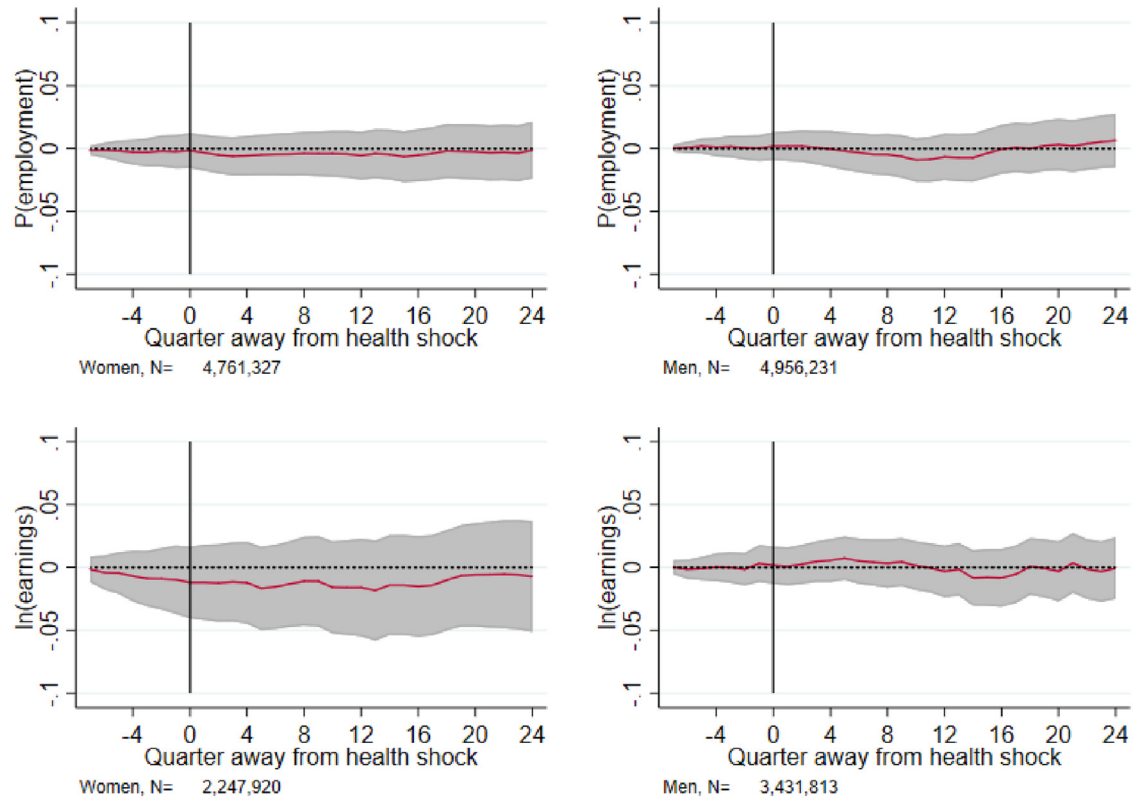 P(employment)
.1
.05
0
-.05
-.1
-4 0 4 8 12 16 20 24
Quarter away from health shock
Women, N= 4,761,327
P(employment)
.1
.05
0
-.05
-.1
-4 0 4 8 12 16 20 24
Quarter away from health shock
Men, N= 4,956,231
ln(earnings)
.1
.05
0
-.05
-.1
-4 0 4 8 12 16 20 24
Quarter away from health shock
Women, N= 2,247,920
ln(earnings)
.1
.05
0
-.05
-.1
-4 0 4 8 12 16 20 24
Quarter away from health shock
Men, N= 3,431,813